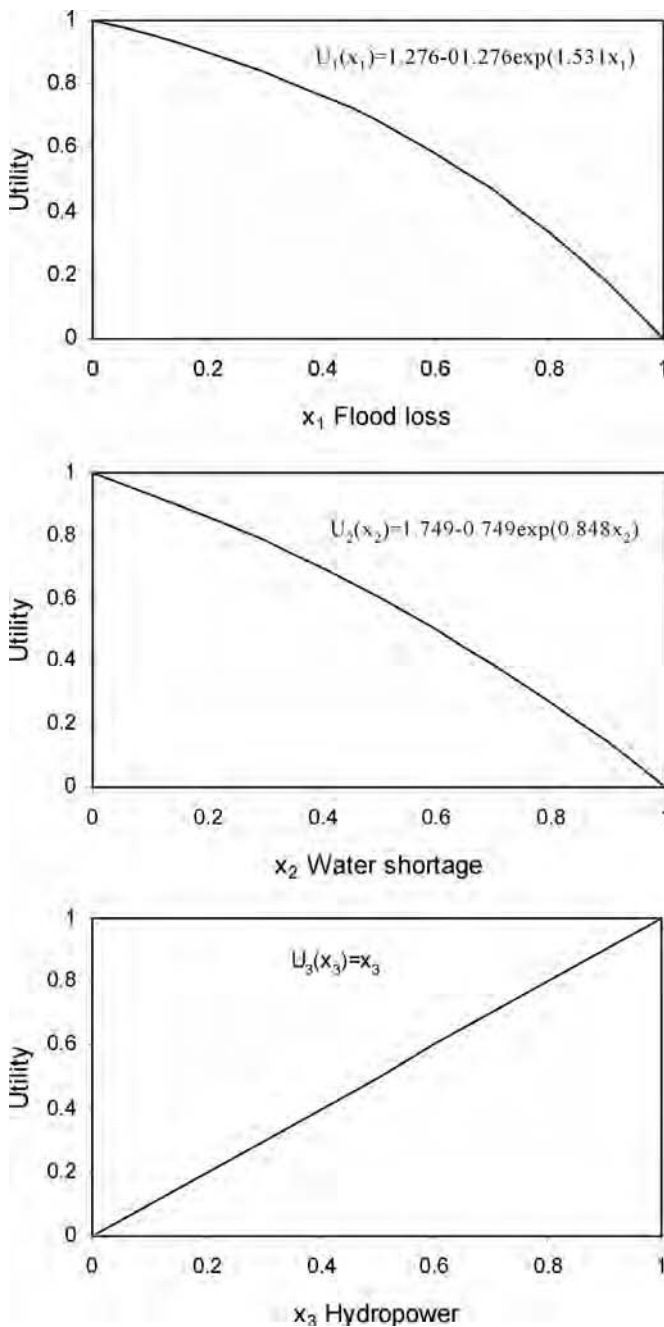 1
U₁(x₁)=1.276-01.276exp(1.531x₁)
0.8
0.6
Utility
0.4
0.2
0
0 0.2 0.4 0.6 0.8 1
x₁ Flood loss
1
U₂(x₂)=1.749-0.749exp(0.848x₂)
0.8
0.6
Utility
0.4
0.2
0
0 0.2 0.4 0.6 0.8 1
x₂ Water shortage
1
U₃(x₃)=x₃
0.8
0.6
Utility
0.4
0.2
0
0 0.2 0.4 0.6 0.8 1
x₃ Hydropower